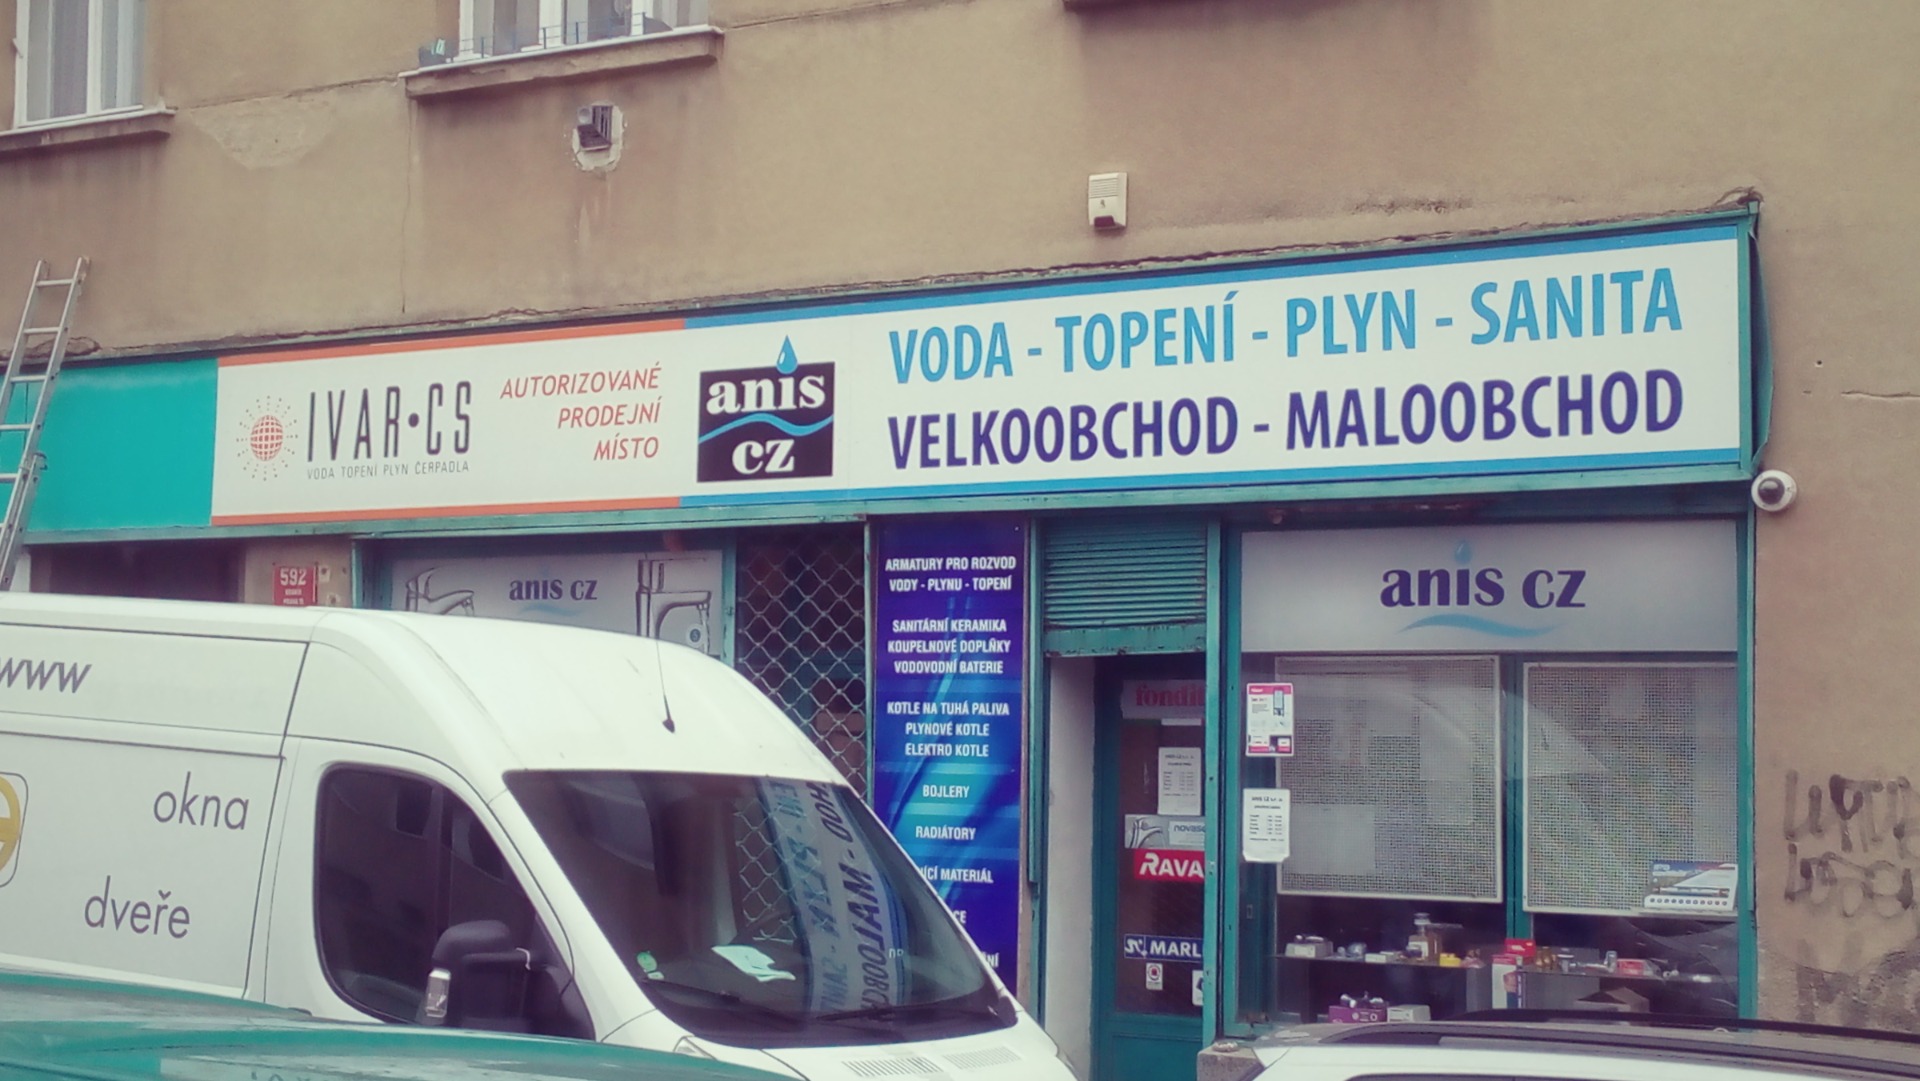 IVAR•CS
VODA TOPENÍ PLYN ČERPADLA
AUTORIZOVANÉ
PRODEJNÍ
MÍSTO
anis
cz
VODA - TOPENÍ - PLYN - SANITA
VELKOOBCHOD - MALOOBCHOD
592
anis cz
ARMATURY PRO ROZVOD
VODY - PLYNU - TOPENÍ
SANITÁRNÍ KERAMIKA
KOUPELNOVÉ DOPLŇKY
VODOVODNÍ BATERIE
KOTLE NA TUHÁ PALIVA
PLYNOVÉ KOTLE
ELEKTRO KOTLE
BOJLERY
RADIÁTORY
MATERIÁL
anis cz
RAVA
MARL
www
okna
dveře